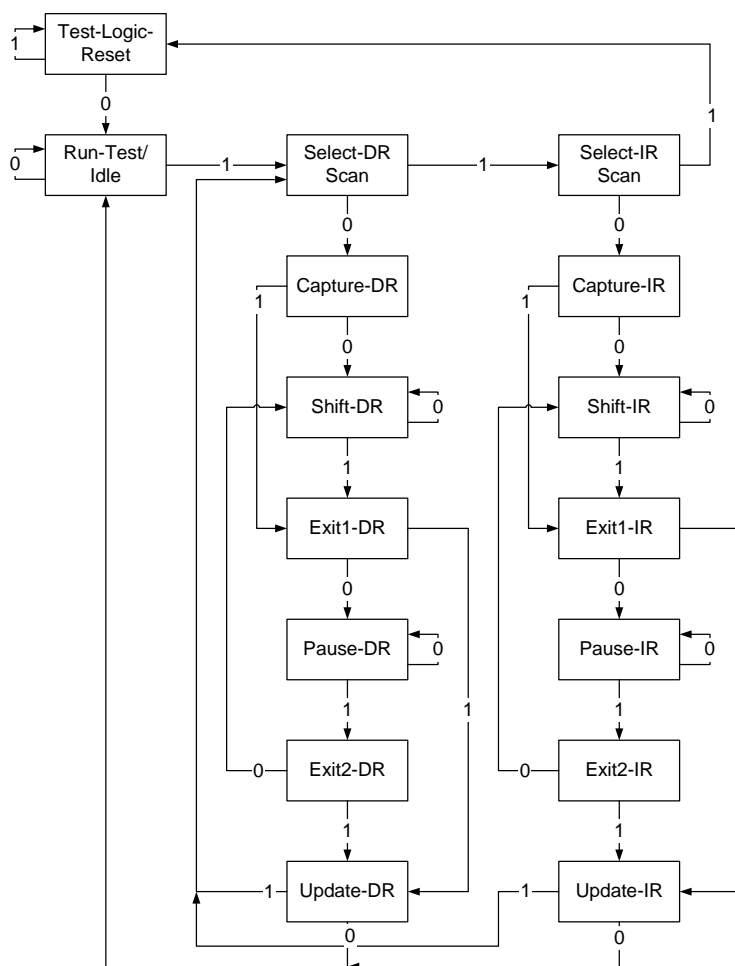 Test-Logic-
Reset
1
0
1
Run-Test/
Idle
0
1
Select-DR
Scan
1
Select-IR
Scan
0
0
Capture-DR
Capture-IR
1
1
0
0
Shift-DR
0
Shift-IR
0
1
1
Exit1-DR
Exit1-IR
0
0
Pause-DR
0
Pause-IR
0
1
1
1
Exit2-DR
0
Exit2-IR
0
1
1
Update-DR
1
Update-IR
1
0
0